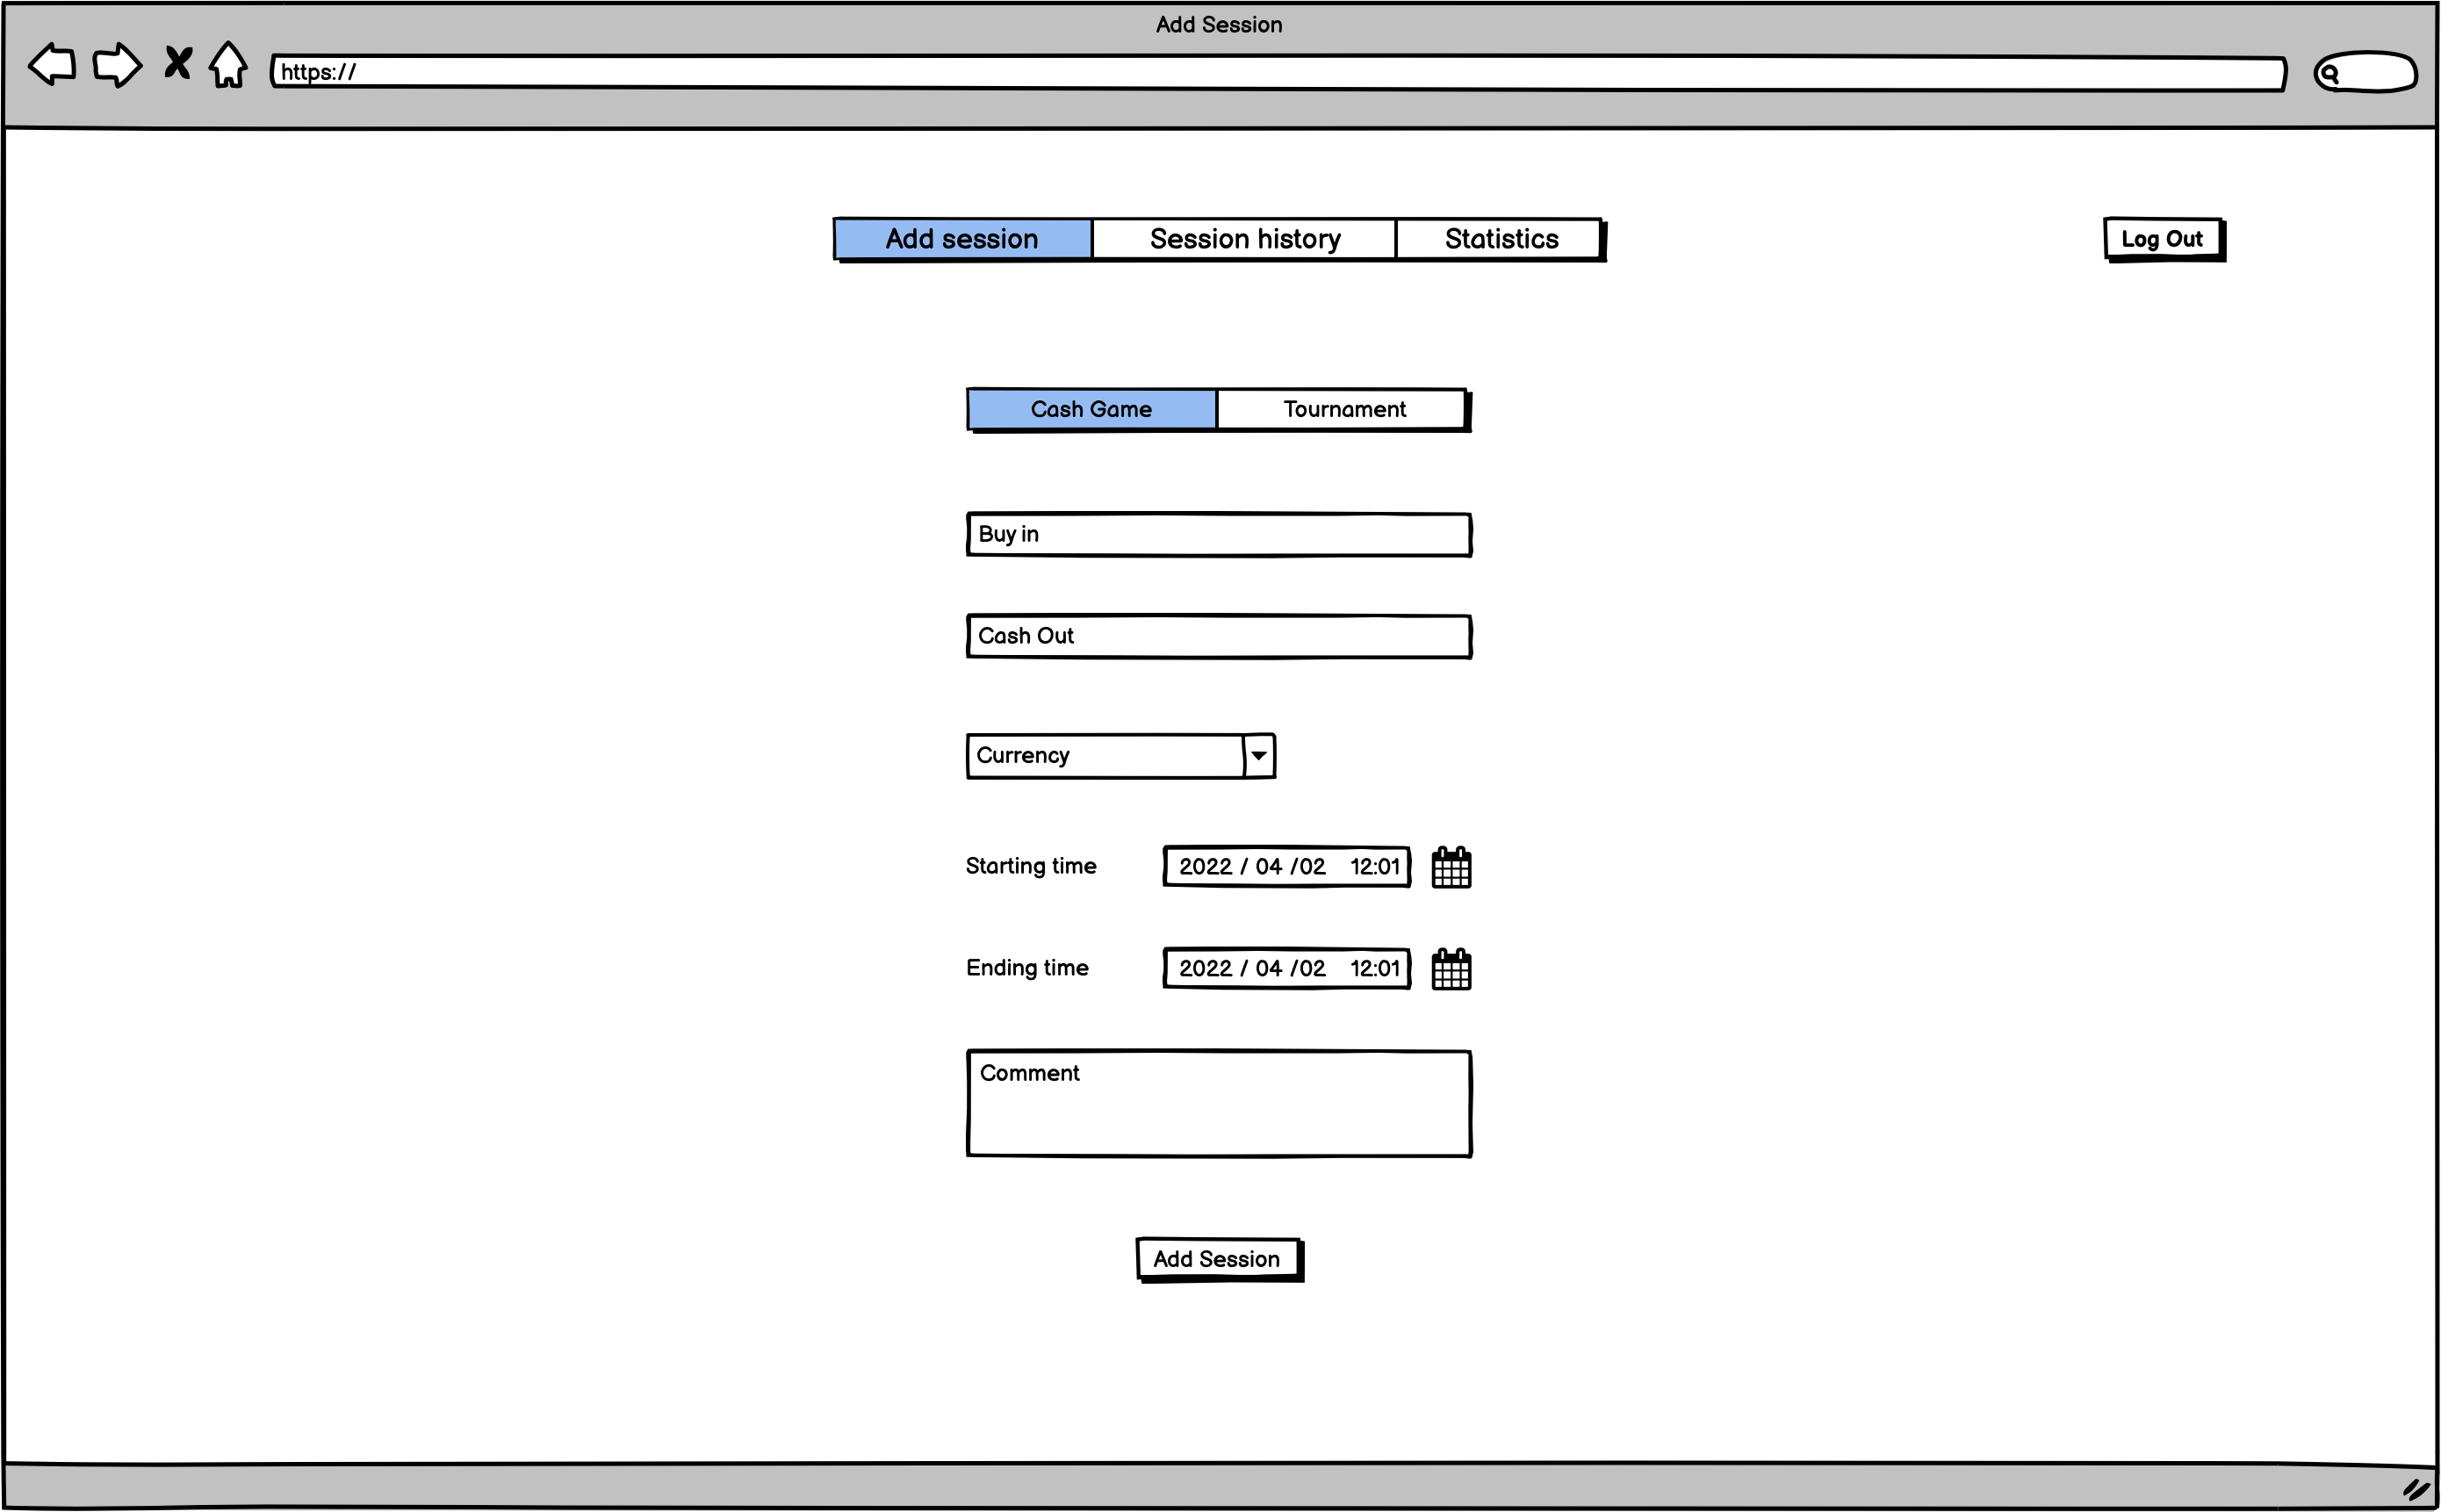 Add Session
https://
Add session Session history Statistics Log Out
Cash Game Tournament
Buy in
Cash Out
Currency
Starting time 2022 / 04 /02 12:01
Ending time 2022 / 04 /02 12:01
Comment
Add Session